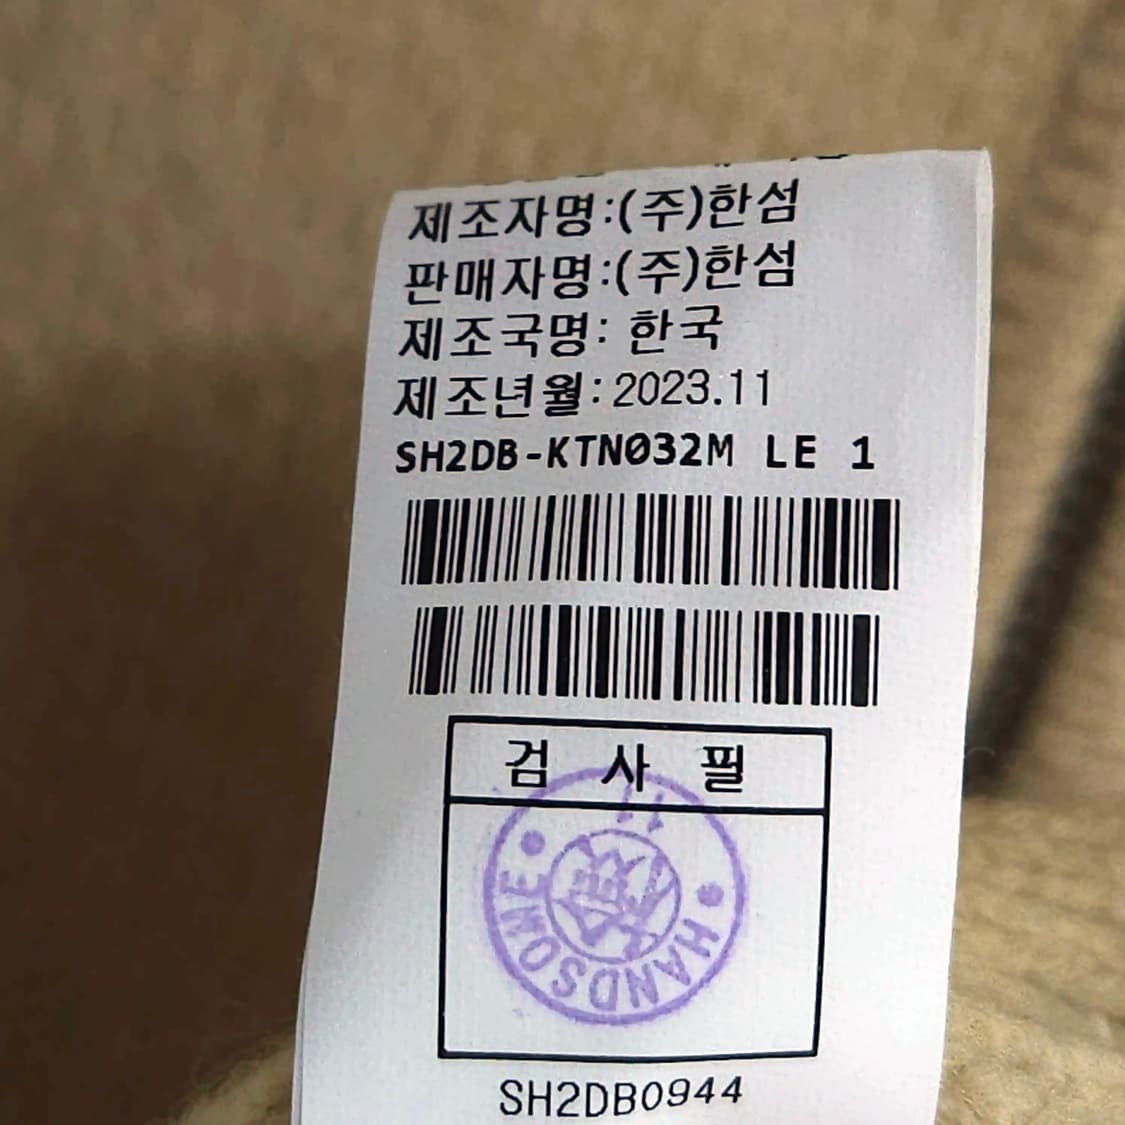 제조자명:(주)한섬
판매자명:(주)한섬
제조국명: 한국
제조년월:2023.11
SH2DB-KTN032M LE 1
검 사 필
11
HANDSOME
SH2DB0944